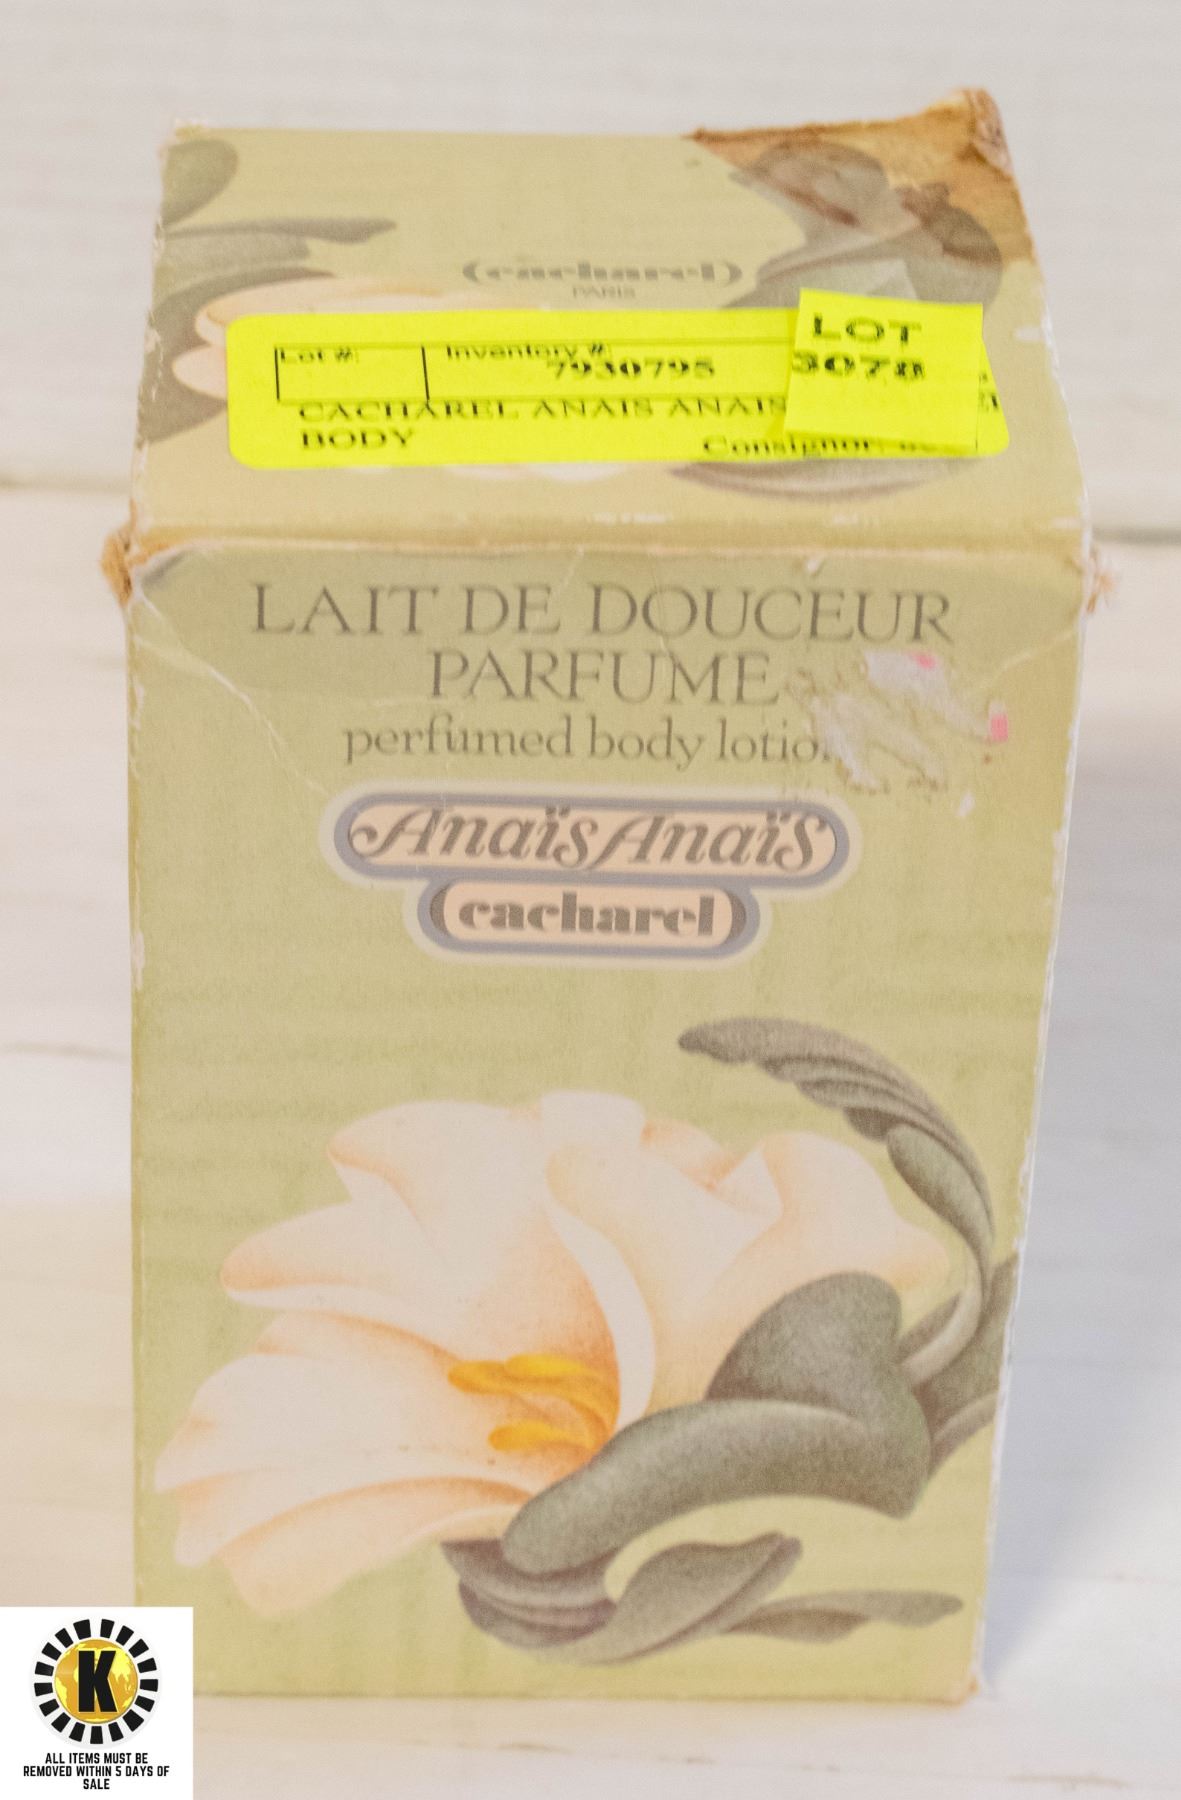 (cacharel)
PARIS
LOT
3078
Lot #:
Inventory #:
7930795
CACHAREL ANAIS ANAIS
BODY
Consignor:
LAIT DE DOUCEUR
PARFUME
perfumed body
Anaïs Anaïs
(cacharel)
K
ALL ITEMS MUST BE
REMOVED WITHIN 5 DAYS OF
SALE